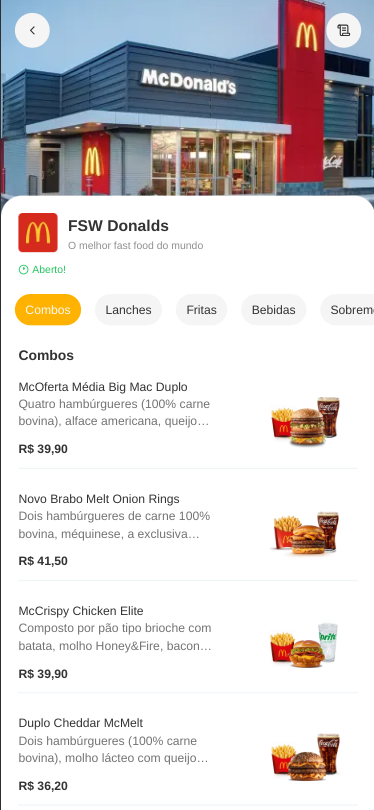 McDonald's
McCafé
FSW Donalds
O melhor fast food do mundo
Aberto!
Combos
Lanches
Fritas
Bebidas
Sobrem
Combos
McOferta Média Big Mac Duplo
Quatro hambúrgueres (100% carne
bovina), alface americana, queijo…
R$ 39,90
Novo Brabo Melt Onion Rings
Dois hambúrgueres de carne 100%
bovina, méquinese, a exclusiva…
R$ 41,50
McCrispy Chicken Elite
Composto por pão tipo brioche com
batata, molho Honey&Fire, bacon…
R$ 39,90
Sprite
Duplo Cheddar McMelt
Dois hambúrgueres (100% carne
bovina), molho lácteo com queijo…
R$ 36,20